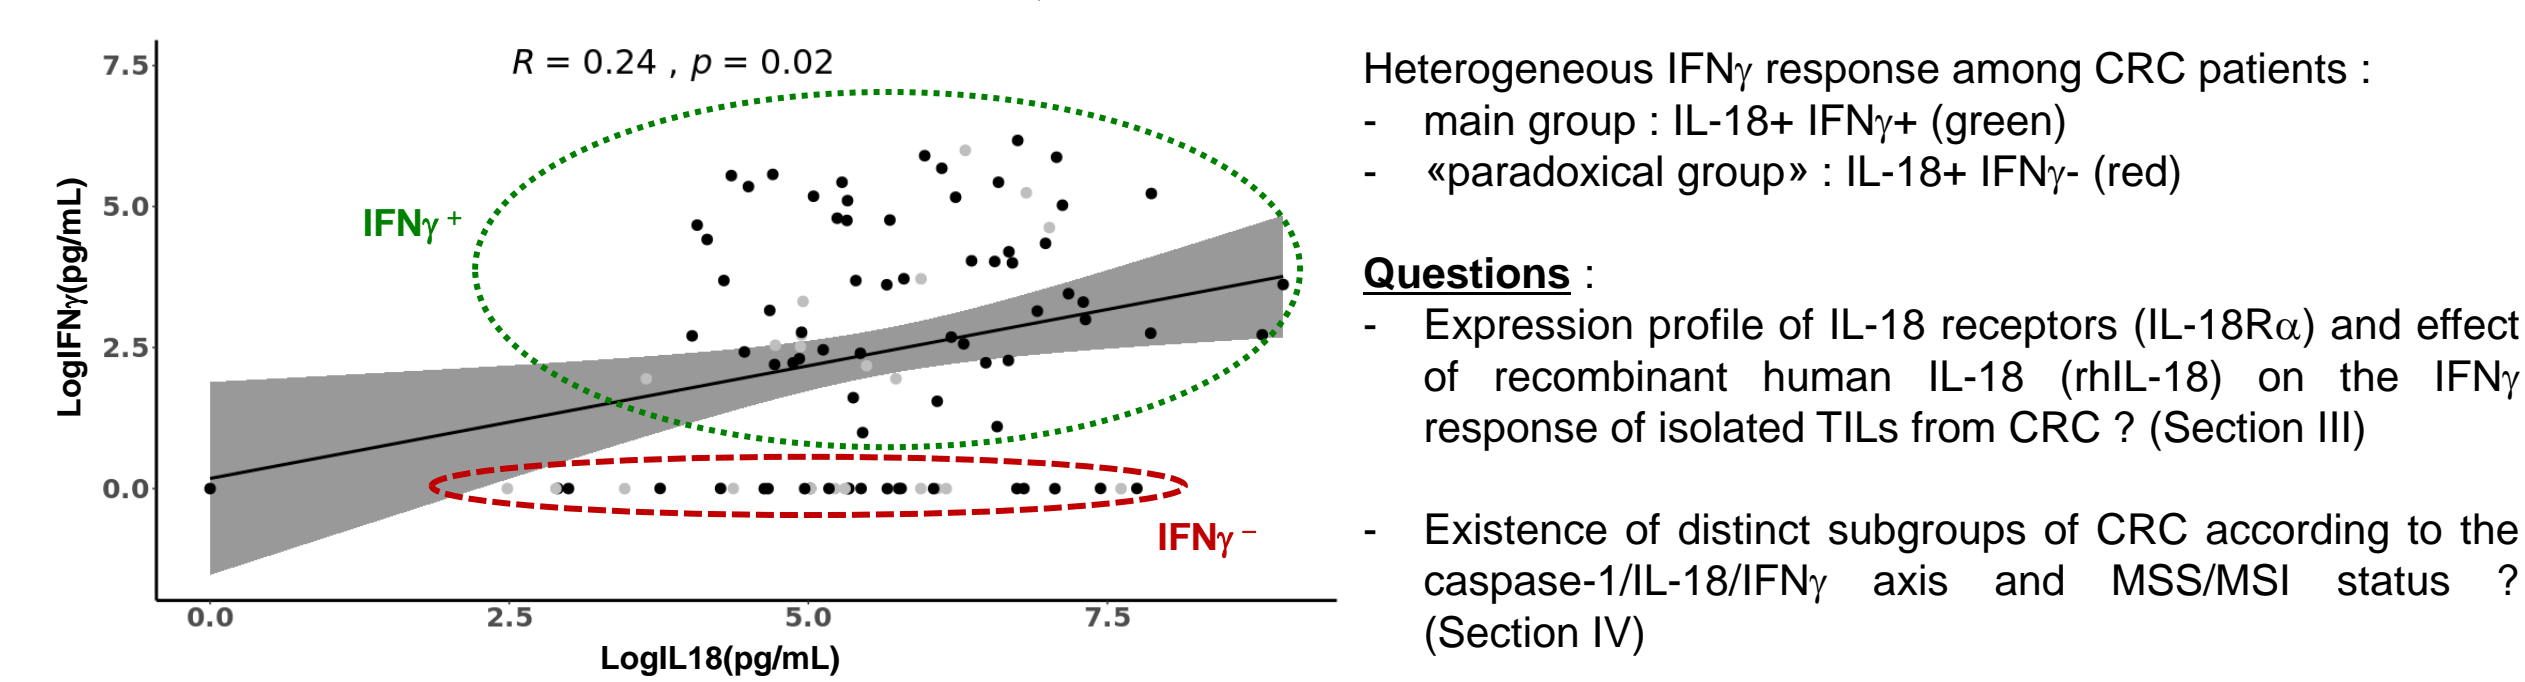 R = 0.24 , p = 0.02
7.5
5.0
2.5
0.0
LogIFNγ(pg/mL)
IFNγ +
IFNγ −
0.0 2.5 5.0 7.5
LogIL18(pg/mL)
Heterogeneous IFNγ response among CRC patients :
- main group : IL-18+ IFNγ+ (green)
- «paradoxical group» : IL-18+ IFNγ- (red)
Questions :
- Expression profile of IL-18 receptors (IL-18Rα) and effect
of recombinant human IL-18 (rhIL-18) on the IFNγ
response of isolated TILs from CRC ? (Section III)
- Existence of distinct subgroups of CRC according to the
caspase-1/IL-18/IFNγ axis and MSS/MSI status ?
(Section IV)